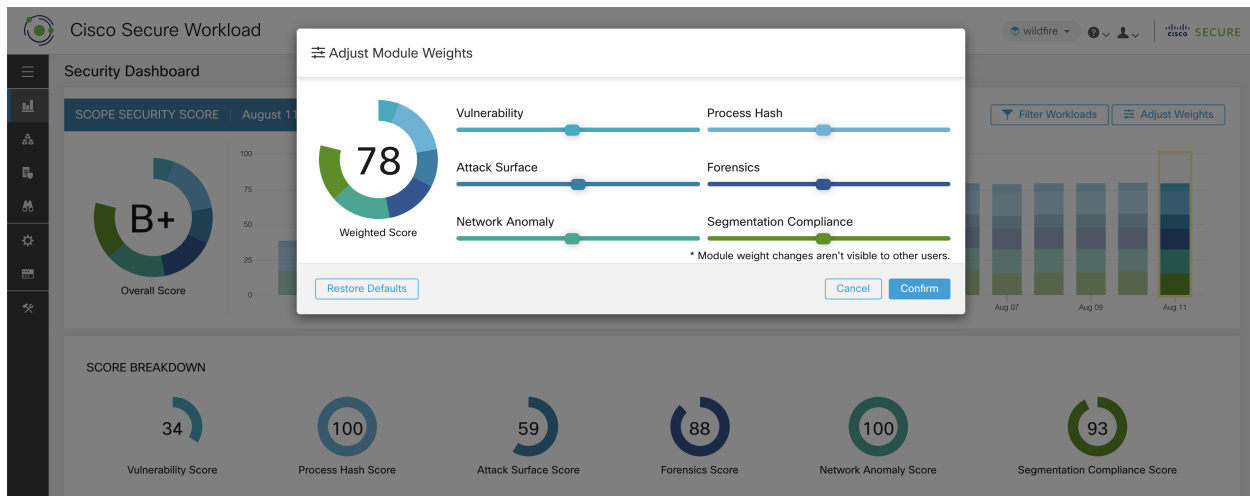 Cisco Secure Workload
wildfire
CISCO SECURE
Security Dashboard
Adjust Module Weights
SCOPE SECURITY SCORE August 11
Filter Workloads Adjust Weights
78
Weighted Score
Vulnerability Process Hash
Attack Surface Forensics
Network Anomaly Segmentation Compliance
* Module weight changes aren't visible to other users.
Restore Defaults Cancel Confirm
B+
Overall Score
100
75
50
25
0
Aug 07 Aug 09 Aug 11
SCORE BREAKDOWN
34 100 59 88 100 93
Vulnerability Score Process Hash Score Attack Surface Score Forensics Score Network Anomaly Score Segmentation Compliance Score